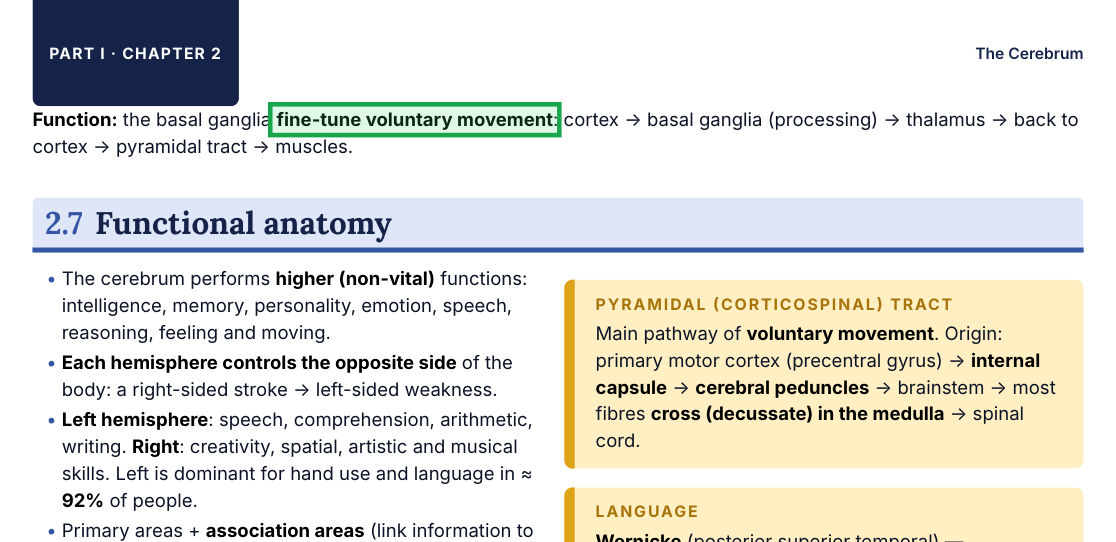 PART I · CHAPTER 2
The Cerebrum
Function: the basal ganglia fine-tune voluntary movement: cortex → basal ganglia (processing) → thalamus → back to
cortex → pyramidal tract → muscles.
2.7 Functional anatomy
• The cerebrum performs higher (non-vital) functions:
intelligence, memory, personality, emotion, speech,
reasoning, feeling and moving.
• Each hemisphere controls the opposite side of the
body: a right-sided stroke → left-sided weakness.
• Left hemisphere: speech, comprehension, arithmetic,
writing. Right: creativity, spatial, artistic and musical
skills. Left is dominant for hand use and language in ≈
92% of people.
• Primary areas + association areas (link information to
PYRAMIDAL (CORTICOSPINAL) TRACT
Main pathway of voluntary movement. Origin:
primary motor cortex (precentral gyrus) → internal
capsule → cerebral peduncles → brainstem → most
fibres cross (decussate) in the medulla → spinal
cord.
LANGUAGE
Wernicke (posterior superior temporal) —